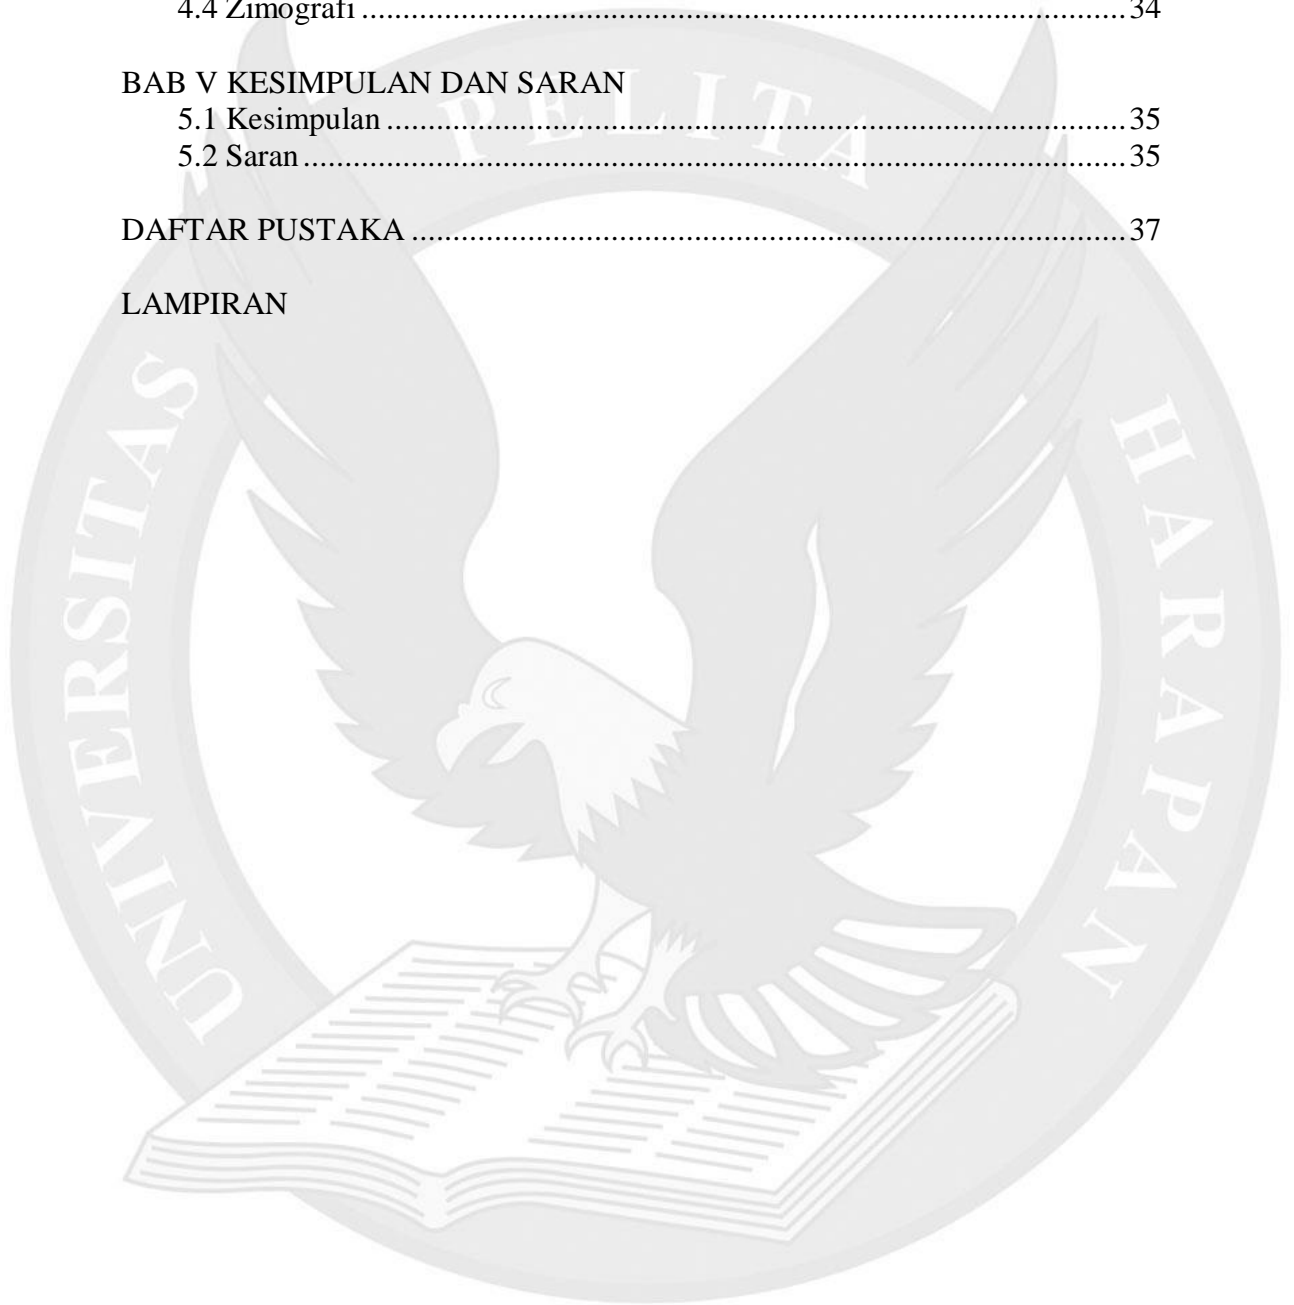 4.4 Zimografi ........................................................................................... 34
BAB V KESIMPULAN DAN SARAN
5.1 Kesimpulan ........................................................................................ 35
5.2 Saran .................................................................................................. 35
DAFTAR PUSTAKA ..................................................................................... 37
LAMPIRAN
UNIVERSITAS PELITA HARAPAN